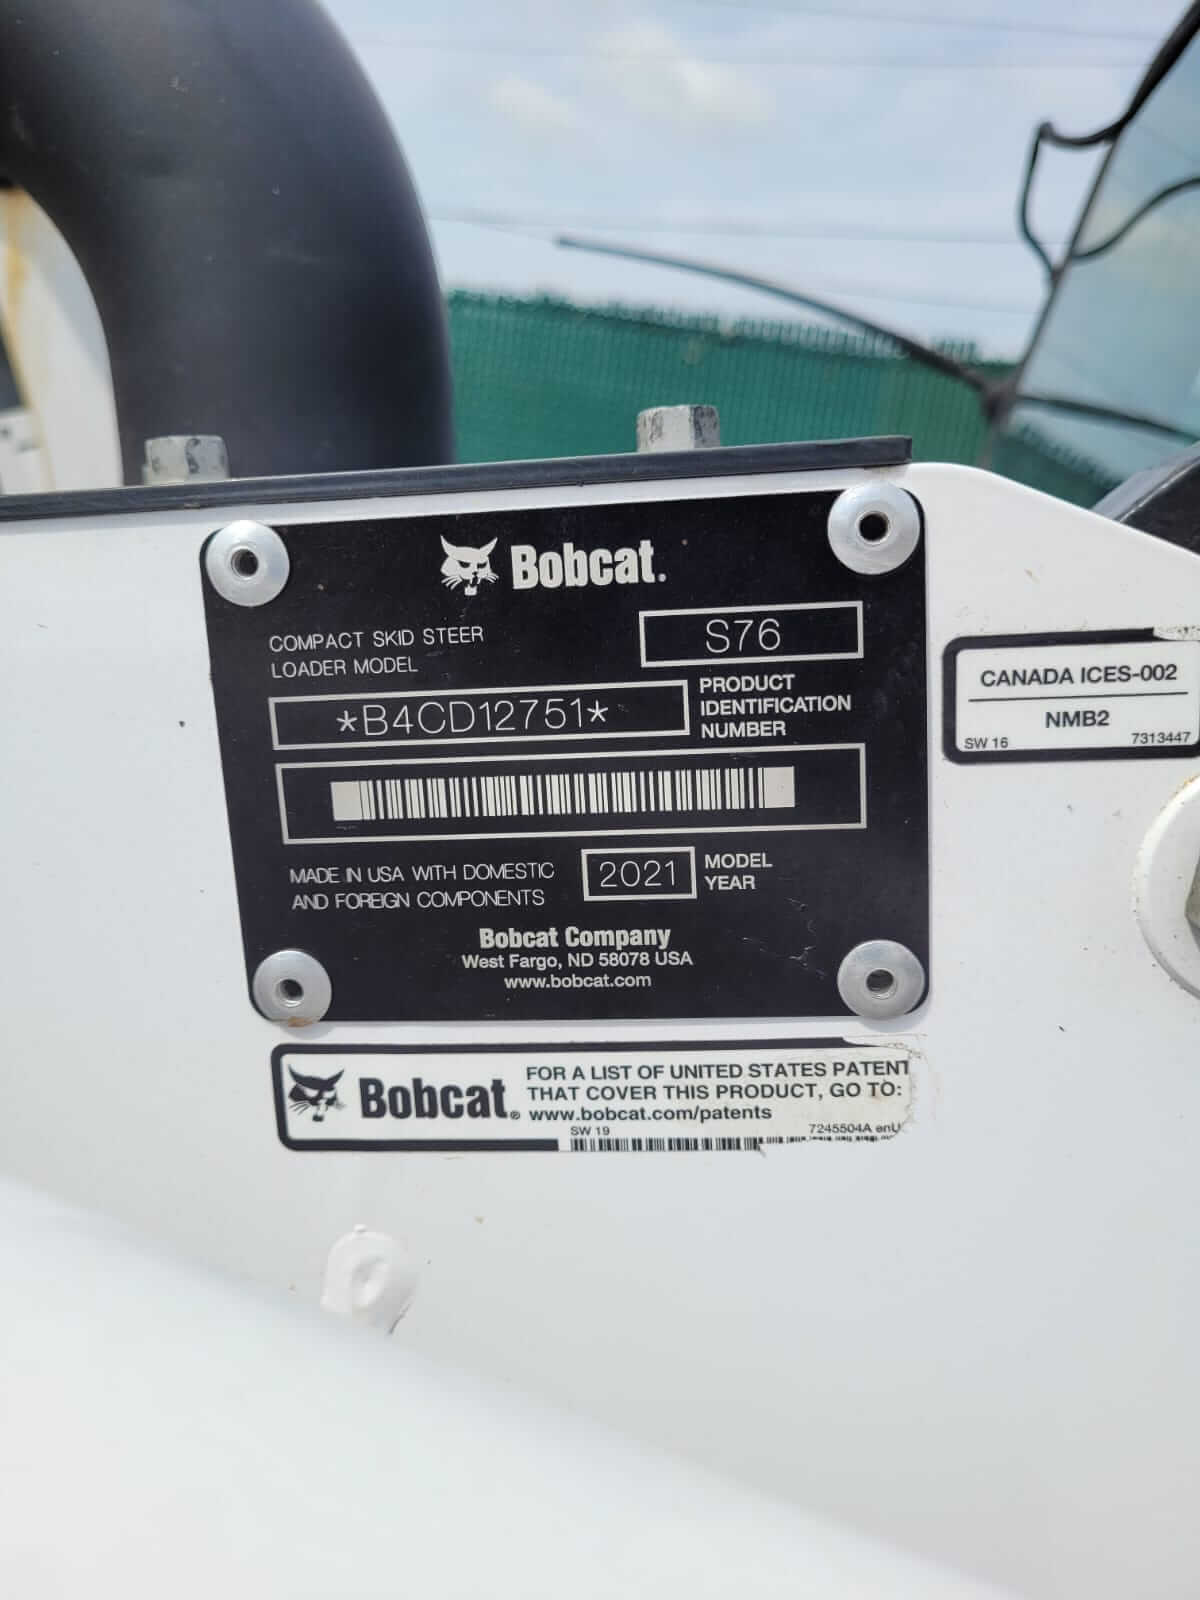 Bobcat.
COMPACT SKID STEER
LOADER MODEL
S76
*B4CD12751*
PRODUCT
IDENTIFICATION
NUMBER
MADE IN USA WITH DOMESTIC
AND FOREIGN COMPONENTS
2021
MODEL
YEAR
Bobcat Company
West Fargo, ND 58078 USA
www.bobcat.com
CANADA ICES-002
NMB2
SW 16 7313447
Bobcat®
FOR A LIST OF UNITED STATES PATENT
THAT COVER THIS PRODUCT, GO TO:
www.bobcat.com/patents
SW 19 7245504A enU